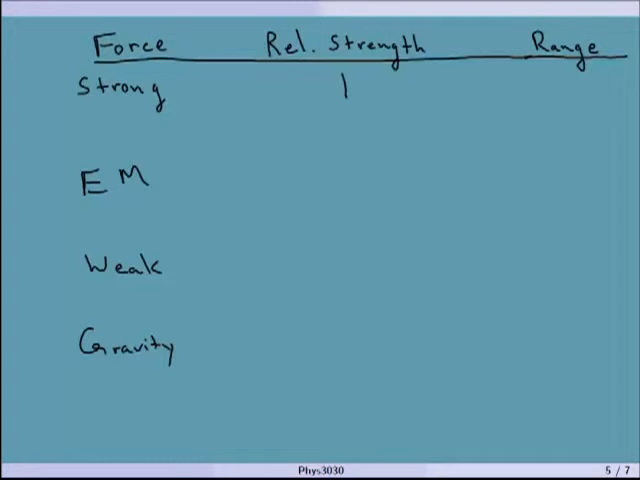 Force Rel. Strength Range
Strong 1
EM
Weak
Gravity
Phys3030 5 / 7